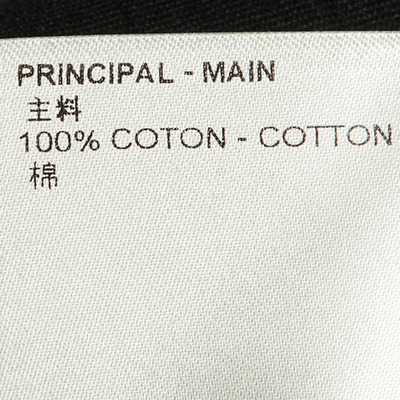 PRINCIPAL - MAIN
主料
100% COTON - COTTON
棉